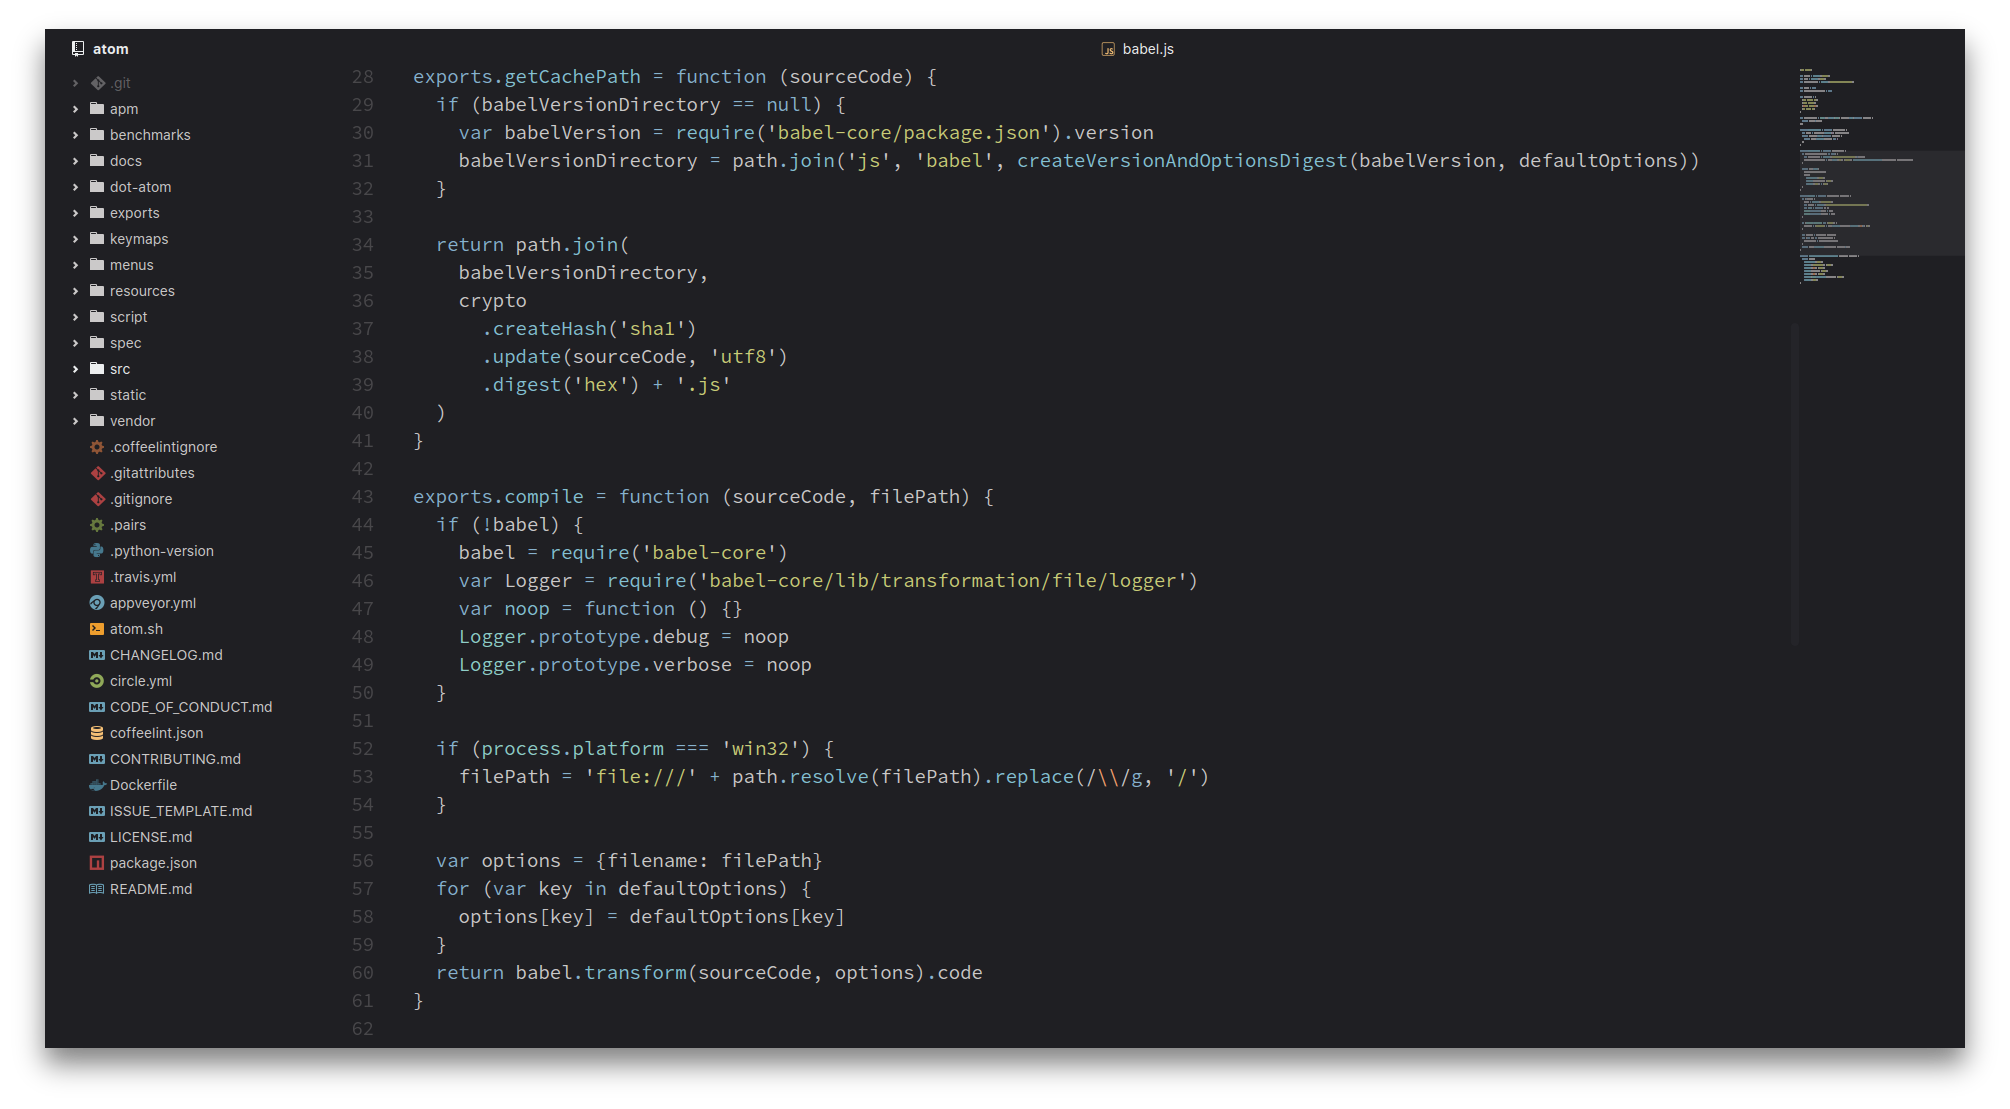 atom
.git
apm
benchmarks
docs
dot-atom
exports
keymaps
menus
resources
script
spec
src
static
vendor
.coffeelintignore
.gitattributes
.gitignore
.pairs
.python-version
.travis.yml
appveyor.yml
atom.sh
CHANGELOG.md
circle.yml
CODE_OF_CONDUCT.md
coffeelint.json
CONTRIBUTING.md
Dockerfile
ISSUE_TEMPLATE.md
LICENSE.md
package.json
README.md
JS babel.js
28 exports.getCachePath = function (sourceCode) {
29   if (babelVersionDirectory == null) {
30     var babelVersion = require('babel-core/package.json').version
31     babelVersionDirectory = path.join('js', 'babel', createVersionAndOptionsDigest(babelVersion, defaultOptions))
32   }
33
34   return path.join(
35     babelVersionDirectory,
36     crypto
37       .createHash('sha1')
38       .update(sourceCode, 'utf8')
39       .digest('hex') + '.js'
40   )
41 }
42
43 exports.compile = function (sourceCode, filePath) {
44   if (!babel) {
45     babel = require('babel-core')
46     var Logger = require('babel-core/lib/transformation/file/logger')
47     var noop = function () {}
48     Logger.prototype.debug = noop
49     Logger.prototype.verbose = noop
50   }
51
52   if (process.platform === 'win32') {
53     filePath = 'file:///' + path.resolve(filePath).replace(/\\/g, '/')
54   }
55
56   var options = {filename: filePath}
57   for (var key in defaultOptions) {
58     options[key] = defaultOptions[key]
59   }
60   return babel.transform(sourceCode, options).code
61 }
62